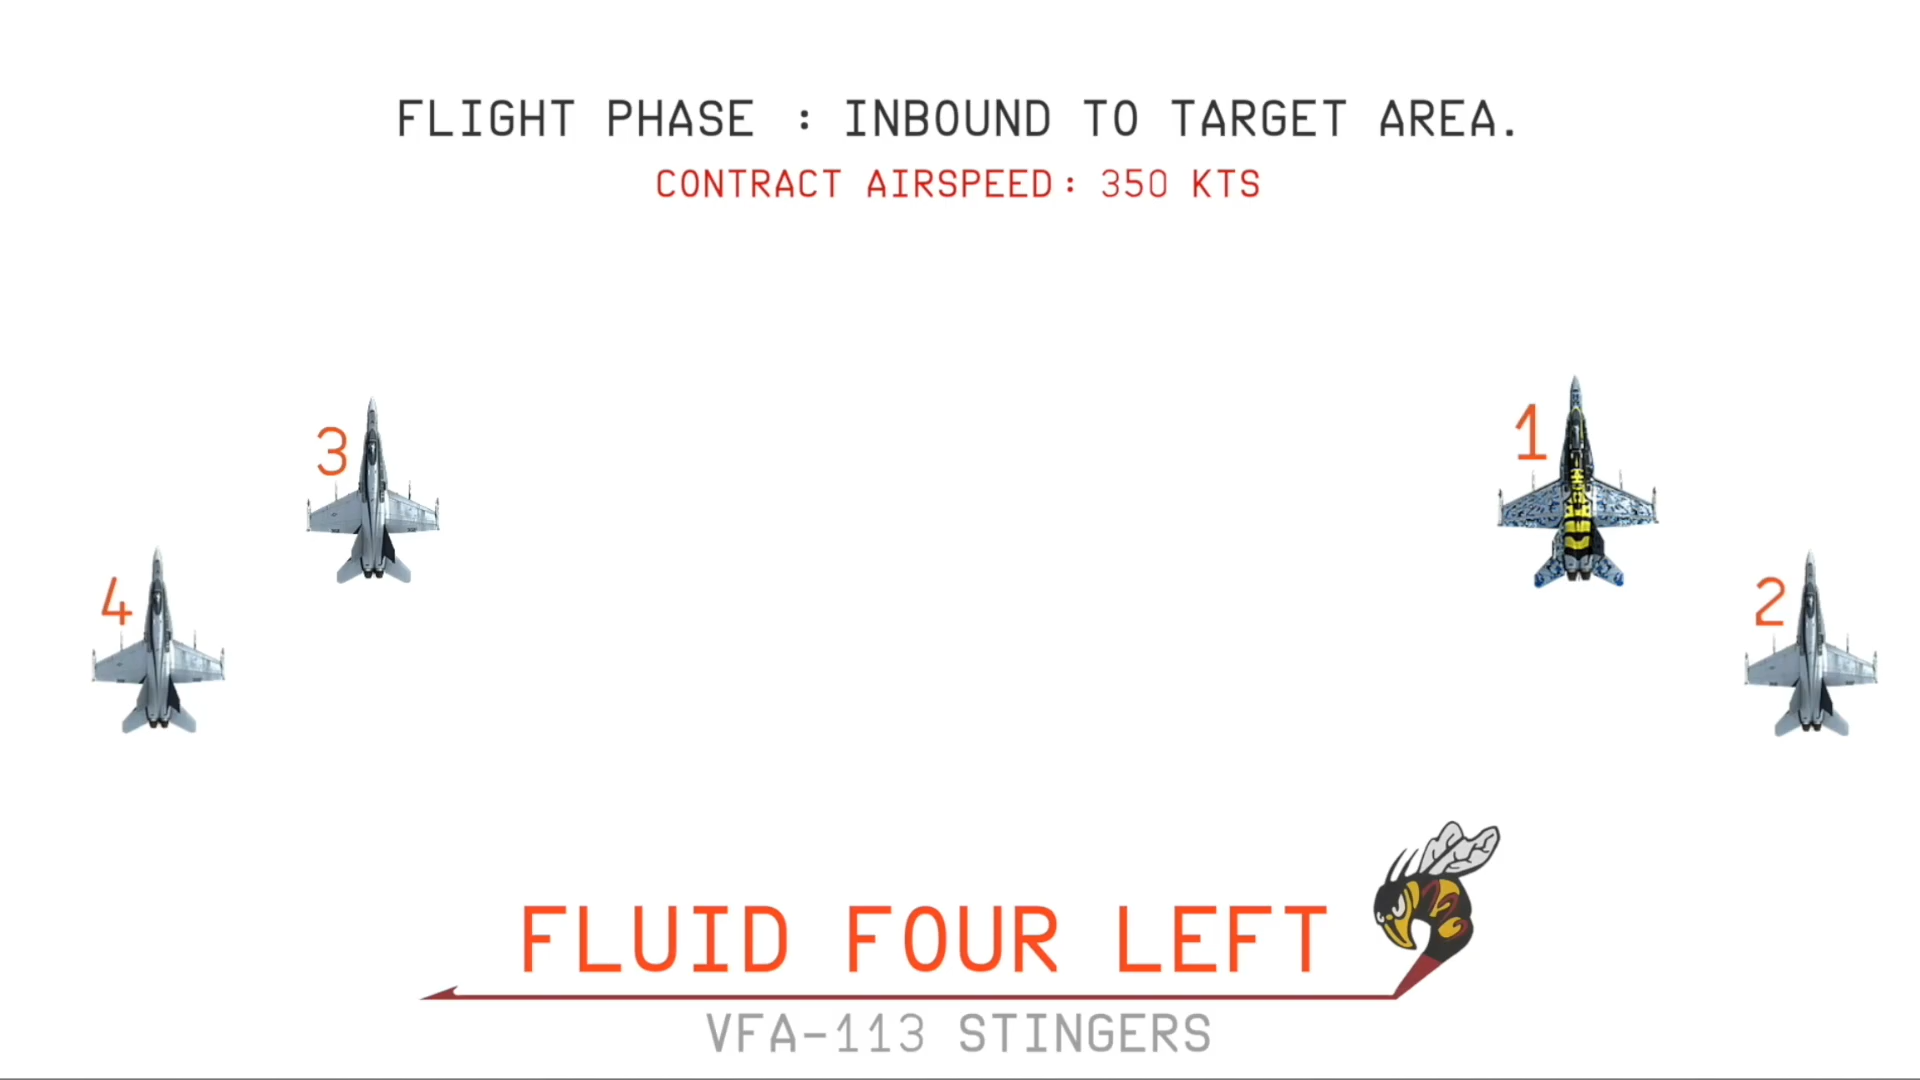 FLIGHT PHASE : INBOUND TO TARGET AREA.
CONTRACT AIRSPEED: 350 KTS
3
1
4
2
FLUID FOUR LEFT
VFA-113 STINGERS